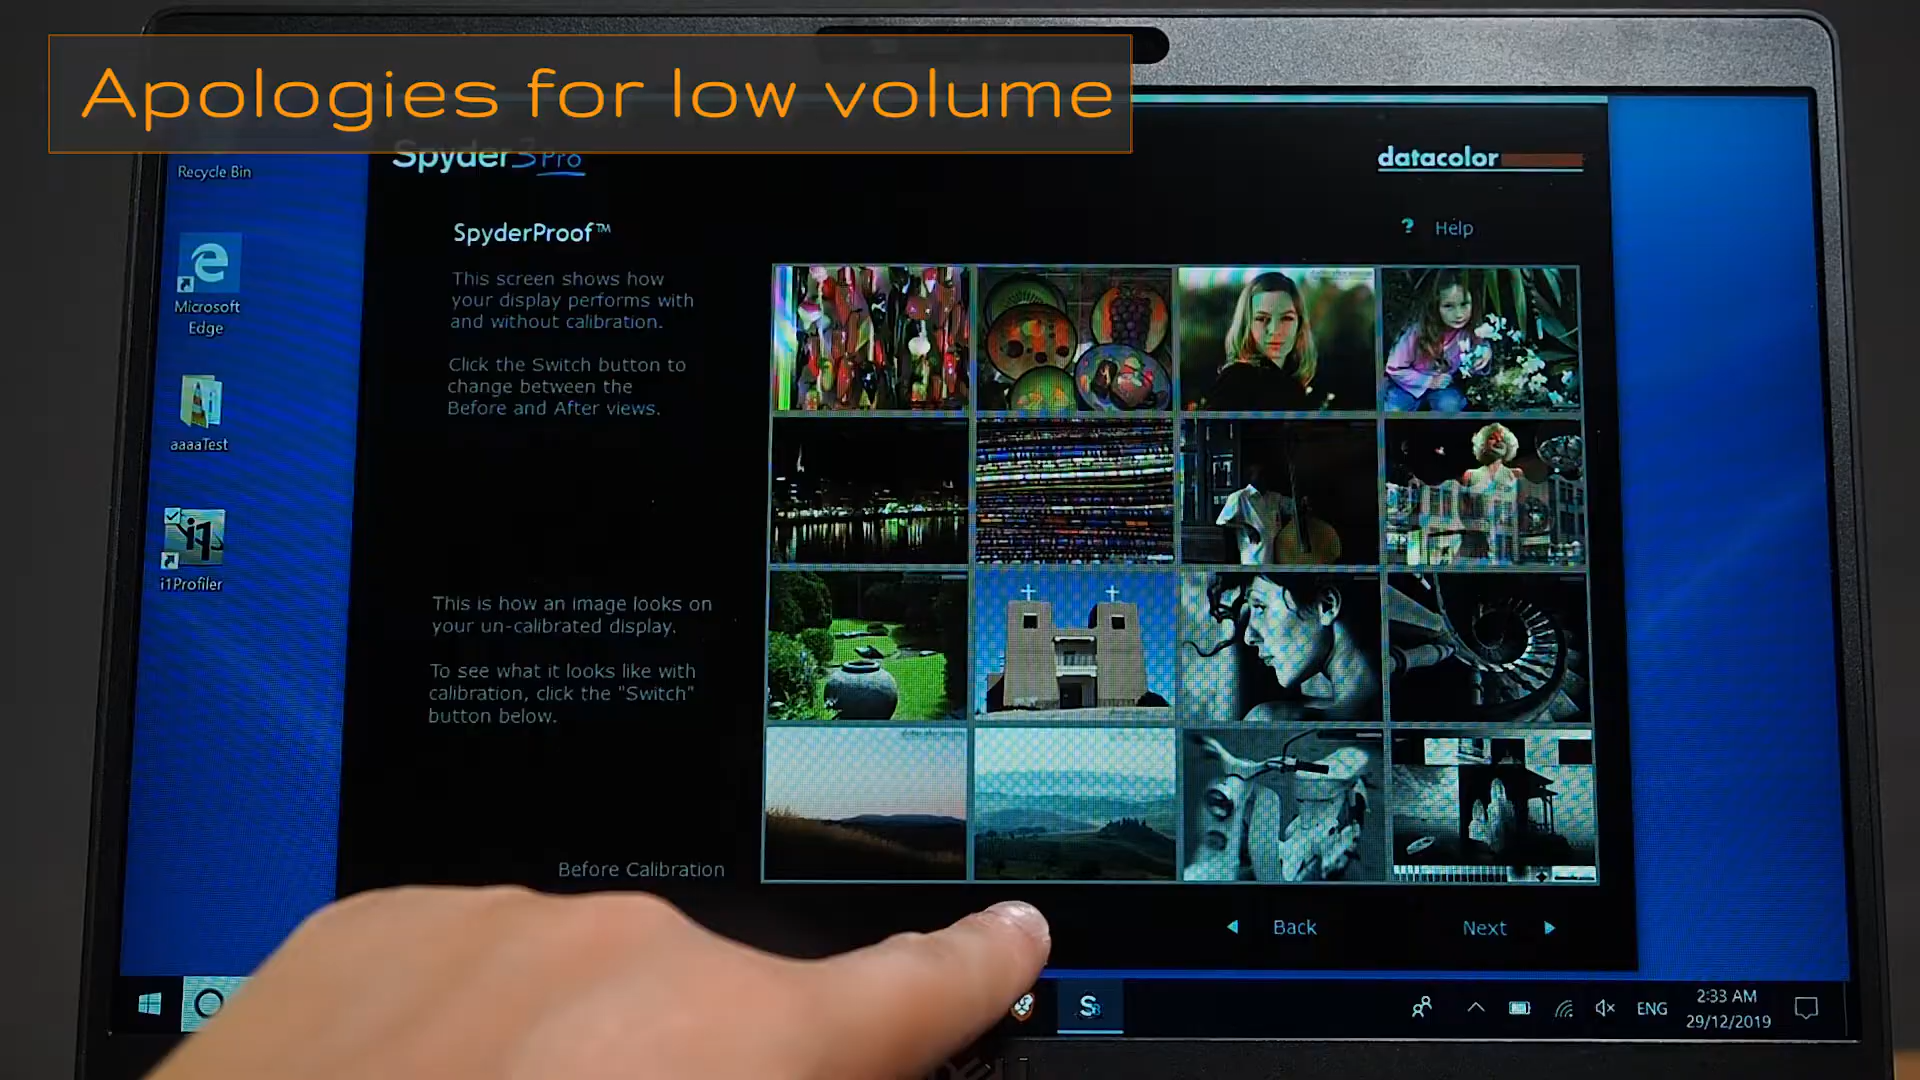 Apologies for low volume
Spyder3Pro
datacolor
Recycle Bin
? Help
SpyderProof™
This screen shows how
your display performs with
and without calibration.
Click the Switch button to
change between the
Before and After views.
Microsoft
Edge
aaaaTest
i1
i1Profiler
This is how an image looks on
your un-calibrated display.
To see what it looks like with
calibration, click the "Switch"
button below.
Before Calibration
Back
Next
ENG
2:33 AM
29/12/2019